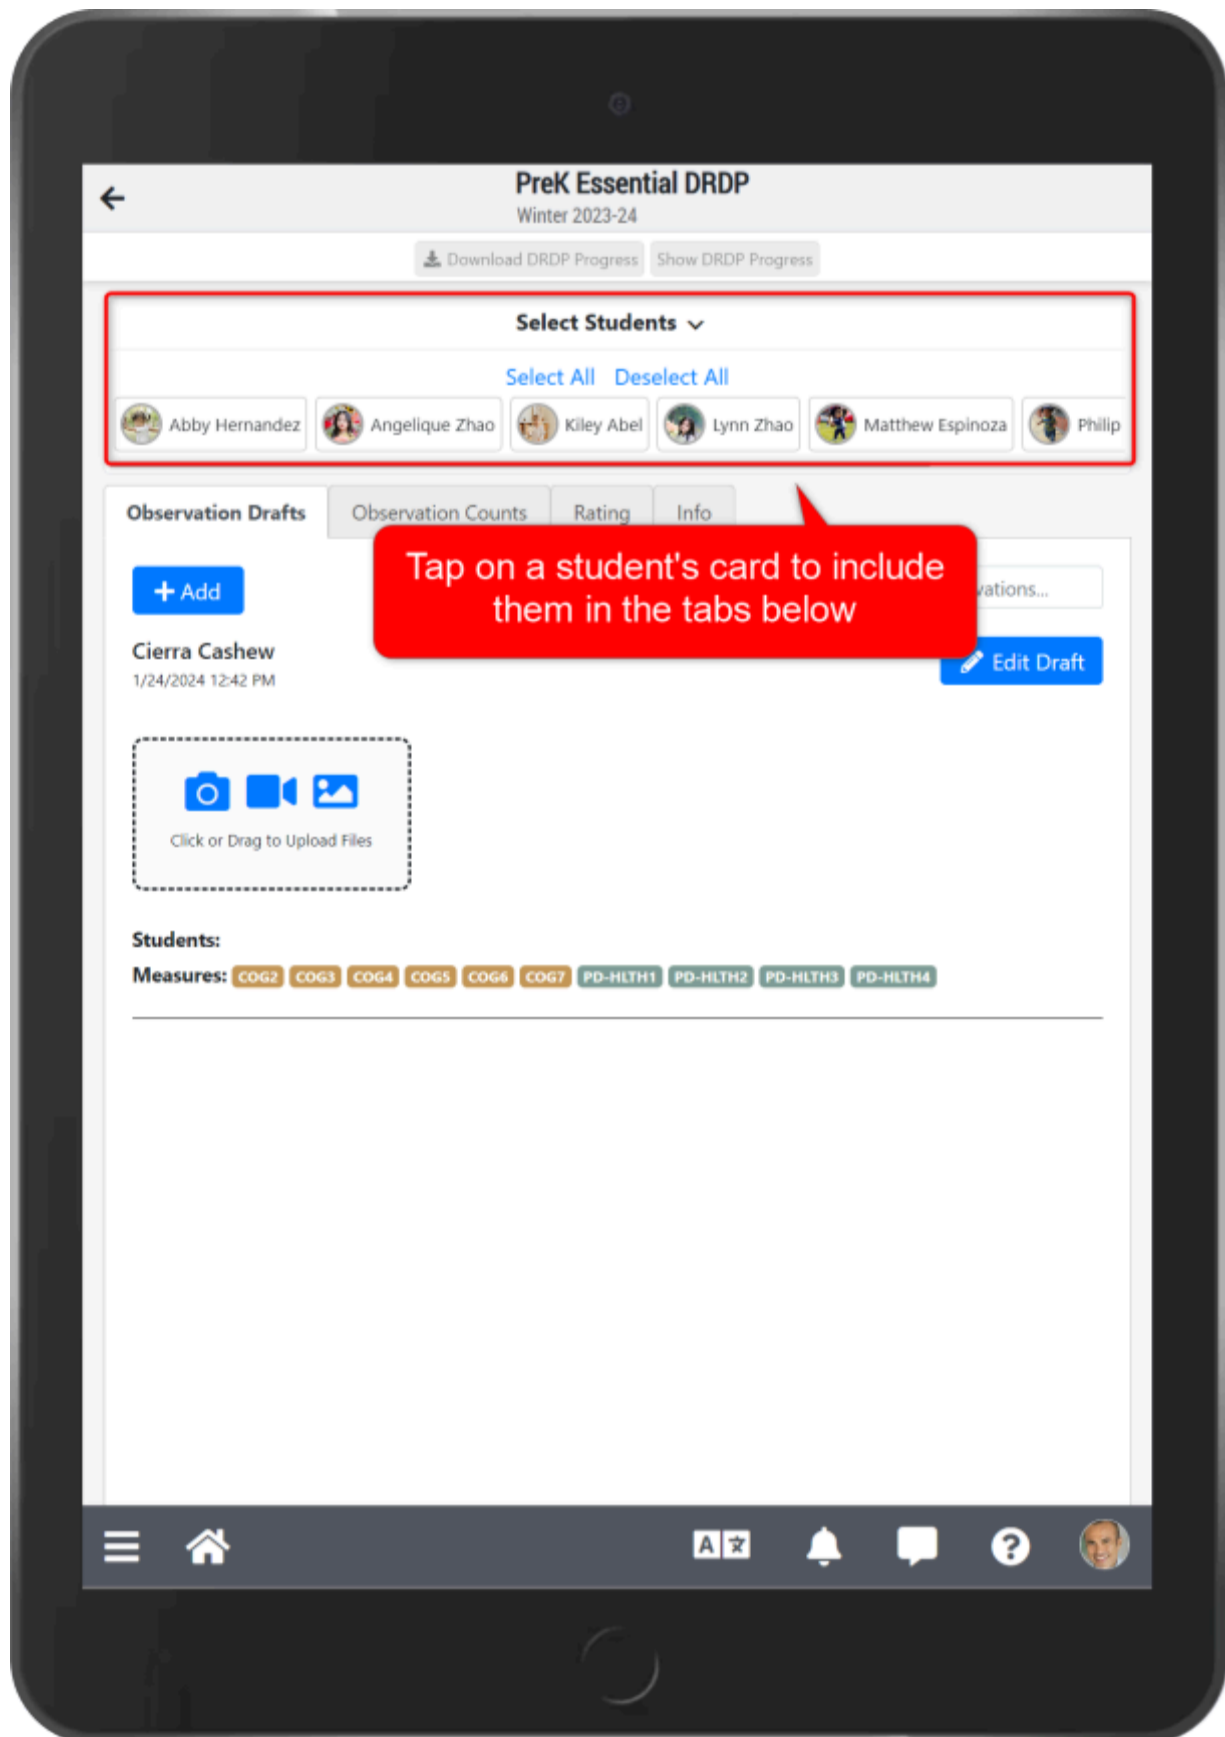 PreK Essential DRDP
Winter 2023-24
Download DRDP Progress Show DRDP Progress
Select Students
Select All Deselect All
Abby Hernandez Angelique Zhao Kiley Abel Lynn Zhao Matthew Espinoza Philip
Observation Drafts Observation Counts Rating Info
Tap on a student's card to include
them in the tabs below
+ Add
vations...
Cierra Cashew
1/24/2024 12:42 PM
Edit Draft
Click or Drag to Upload Files
Students:
Measures: COG2 COG3 COG4 COG5 COG6 COG7 PD-HLTH1 PD-HLTH2 PD-HLTH3 PD-HLTH4
A 文 ?